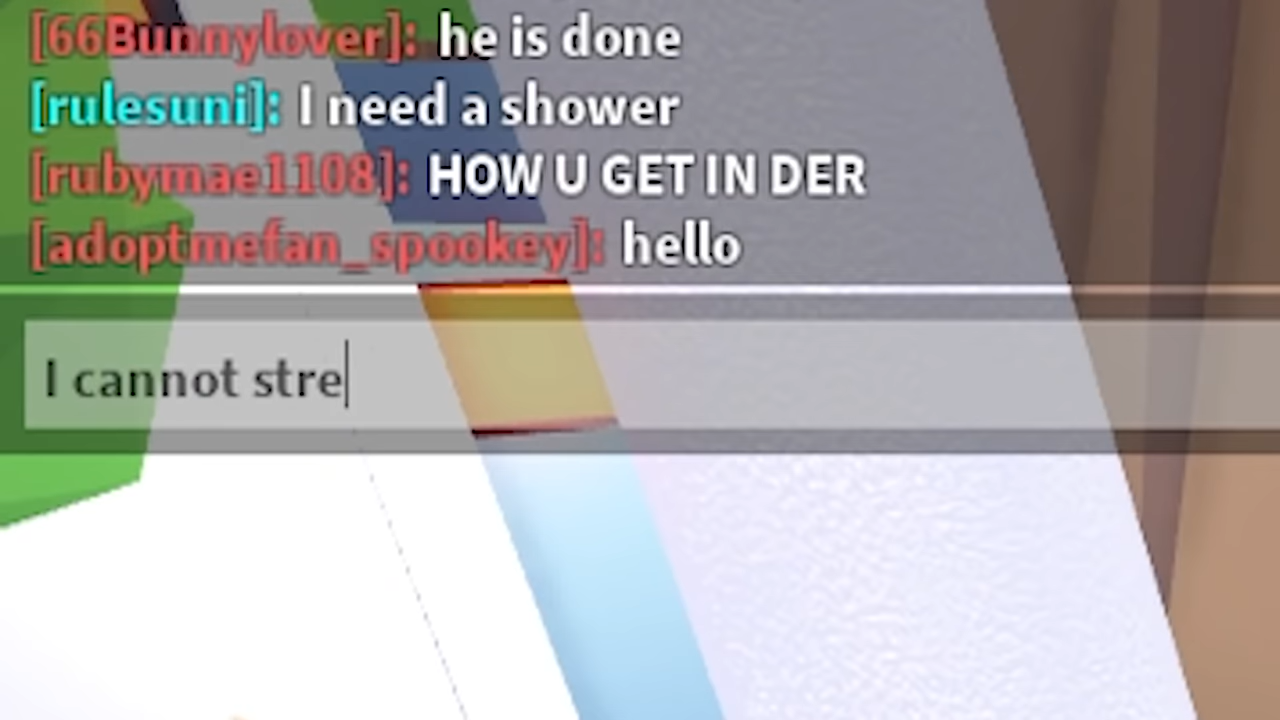 [66Bunnylover]: he is done
[rulesuni]: I need a shower
[rubymae1108]: HOW U GET IN DER
[adoptmefan_spookey]: hello
I cannot stre